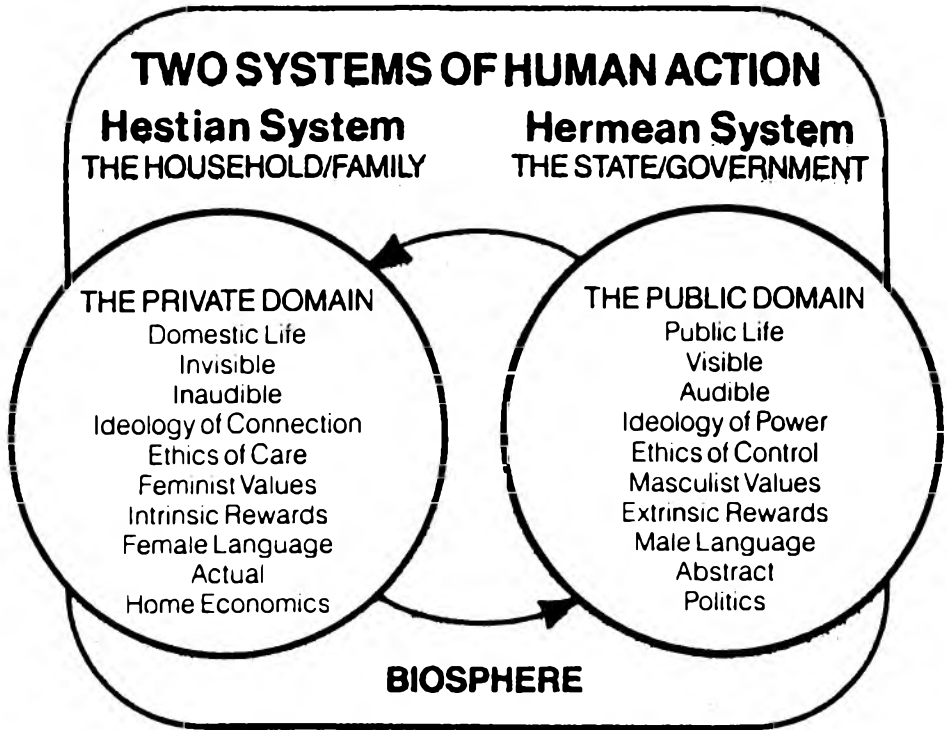 TWO SYSTEMS OF HUMAN ACTION
Hestian System
THE HOUSEHOLD/FAMILY
Hermean System
THE STATE/GOVERNMENT
THE PRIVATE DOMAIN
Domestic Life
Invisible
Inaudible
Ideology of Connection
Ethics of Care
Feminist Values
Intrinsic Rewards
Female Language
Actual
Home Economics
THE PUBLIC DOMAIN
Public Life
Visible
Audible
Ideology of Power
Ethics of Control
Masculist Values
Extrinsic Rewards
Male Language
Abstract
Politics
BIOSPHERE